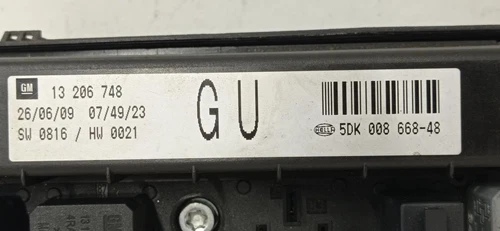 GM 13 206 748
26/06/09 07/49/23
SW 0816 / HW 0021
GU
HELLA 5DK 008 668-48